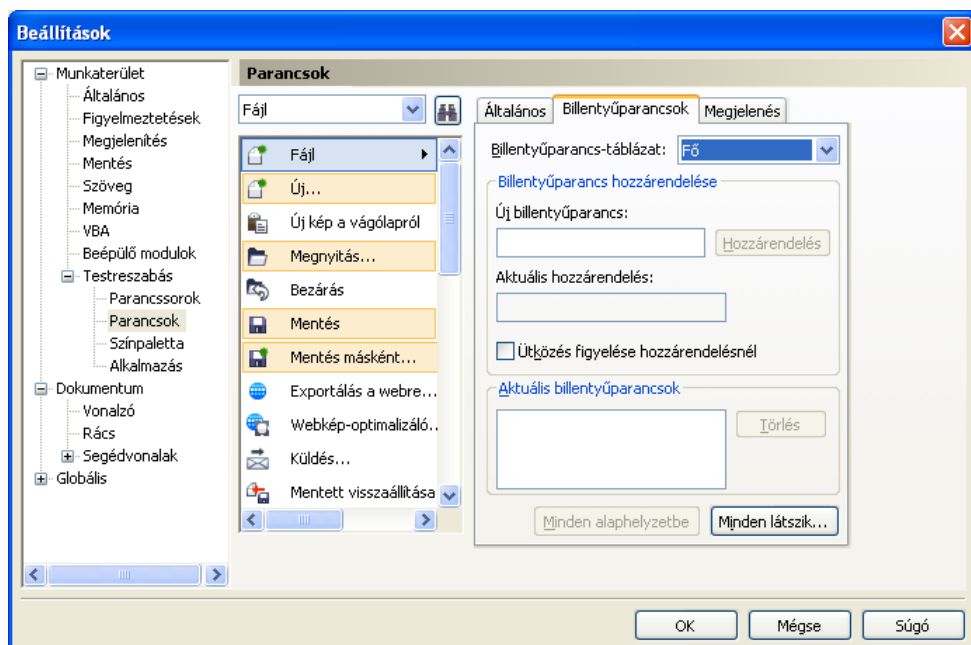 Beállítások
Munkaterület
Általános
Figyelmeztetések
Megjelenítés
Mentés
Szöveg
Memória
VBA
Beépülő modulok
Testreszabás
Parancssorok
Parancsok
Színpaletta
Alkalmazás
Dokumentum
Vonalzó
Rács
Segédvonalak
Globális
Parancsok
Fájl
Fájl
Új...
Új kép a vágólapról
Megnyitás...
Bezárás
Mentés
Mentés másként...
Exportálás a webre...
Webkép-optimalizáló..
Küldés...
Mentett visszaállítása
Általános Billentyűparancsok Megjelenés
Billentyűparancs-táblázat: Fő
Billentyűparancs hozzárendelése
Új billentyűparancs:
Hozzárendelés
Aktuális hozzárendelés:
Ütközés figyelése hozzárendelésnél
Aktuális billentyűparancsok
Törlés
Minden alaphelyzetbe Minden látszik...
OK Mégse Súgó